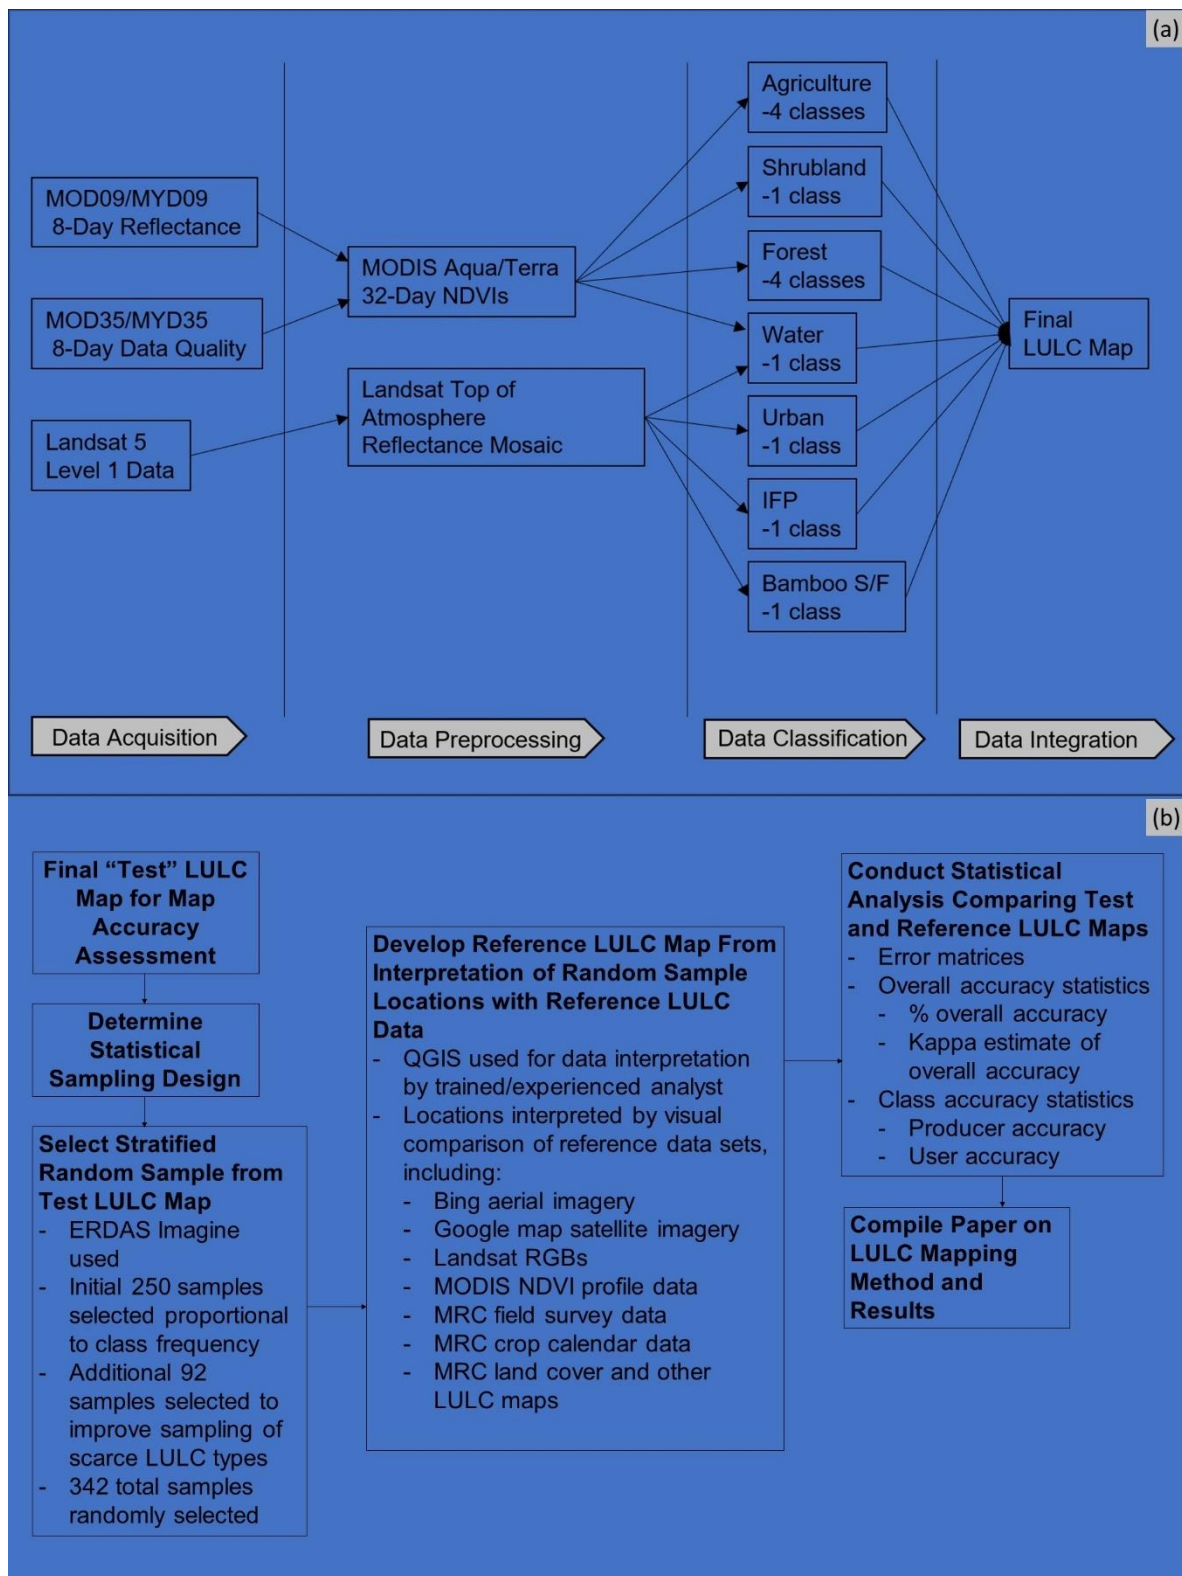 (a)
MOD09/MYD09
8-Day Reflectance
MOD35/MYD35
8-Day Data Quality
Landsat 5
Level 1 Data
MODIS Aqua/Terra
32-Day NDVIs
Landsat Top of
Atmosphere
Reflectance Mosaic
Agriculture
-4 classes
Shrubland
-1 class
Forest
-4 classes
Water
-1 class
Urban
-1 class
IFP
-1 class
Bamboo S/F
-1 class
Final
LULC Map
Data Acquisition
Data Preprocessing
Data Classification
Data Integration
(b)
Final “Test” LULC
Map for Map
Accuracy
Assessment
Determine
Statistical
Sampling Design
Select Stratified
Random Sample from
Test LULC Map
- ERDAS Imagine
used
- Initial 250 samples
selected proportional
to class frequency
- Additional 92
samples selected to
improve sampling of
scarce LULC types
- 342 total samples
randomly selected
Develop Reference LULC Map From
Interpretation of Random Sample
Locations with Reference LULC
Data
- QGIS used for data interpretation
by trained/experienced analyst
- Locations interpreted by visual
comparison of reference data sets,
including:
- Bing aerial imagery
- Google map satellite imagery
- Landsat RGBs
- MODIS NDVI profile data
- MRC field survey data
- MRC crop calendar data
- MRC land cover and other
LULC maps
Conduct Statistical
Analysis Comparing Test
and Reference LULC Maps
- Error matrices
- Overall accuracy statistics
- % overall accuracy
- Kappa estimate of
overall accuracy
- Class accuracy statistics
- Producer accuracy
- User accuracy
Compile Paper on
LULC Mapping
Method and
Results